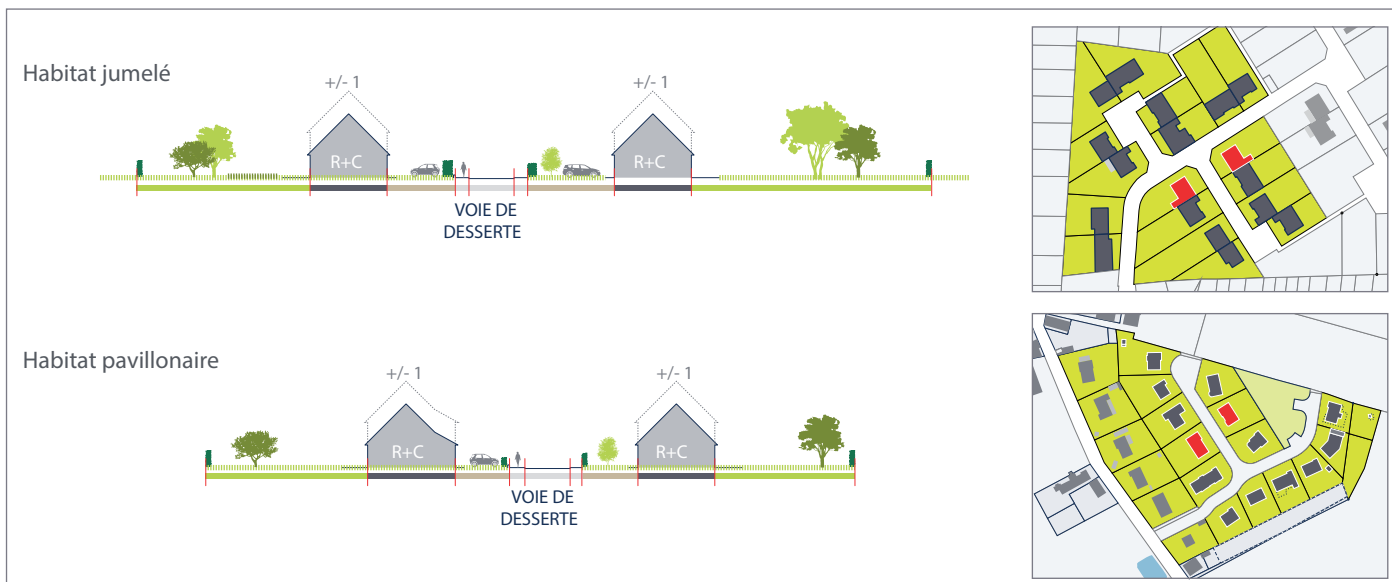 Habitat jumelé
+/- 1
+/- 1
R+C
R+C
VOIE DE
DESSERTE
Habitat pavillonaire
+/- 1
+/- 1
R+C
R+C
VOIE DE
DESSERTE